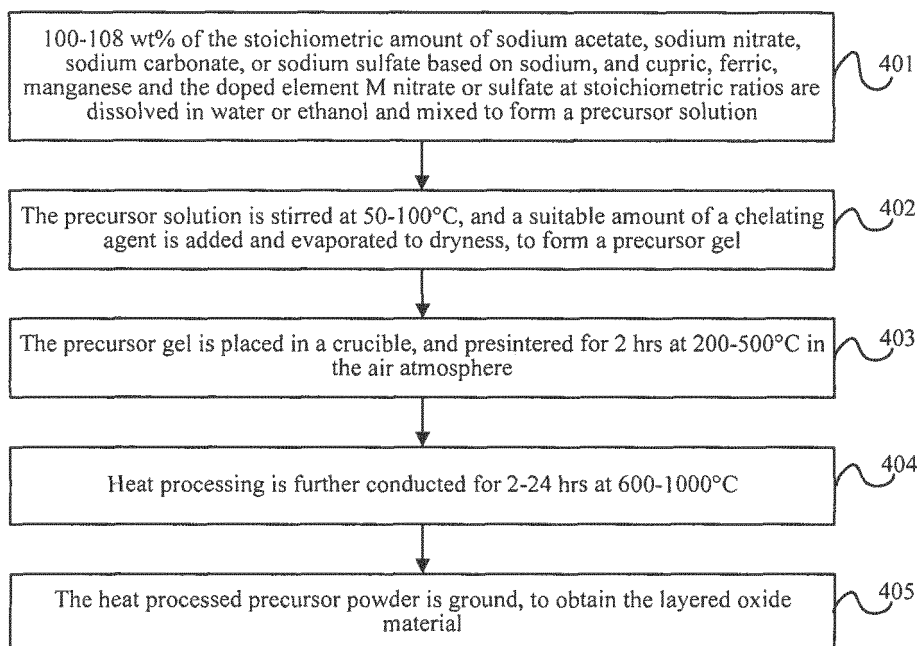 100-108 wt% of the stoichiometric amount of sodium acetate, sodium nitrate,
sodium carbonate, or sodium sulfate based on sodium, and cupric, ferric,
manganese and the doped element M nitrate or sulfate at stoichiometric ratios are
dissolved in water or ethanol and mixed to form a precursor solution
401
The precursor solution is stirred at 50-100°C, and a suitable amount of a chelating
agent is added and evaporated to dryness, to form a precursor gel
402
The precursor gel is placed in a crucible, and presintered for 2 hrs at 200-500°C in
the air atmosphere
403
Heat processing is further conducted for 2-24 hrs at 600-1000°C
404
The heat processed precursor powder is ground, to obtain the layered oxide
material
405